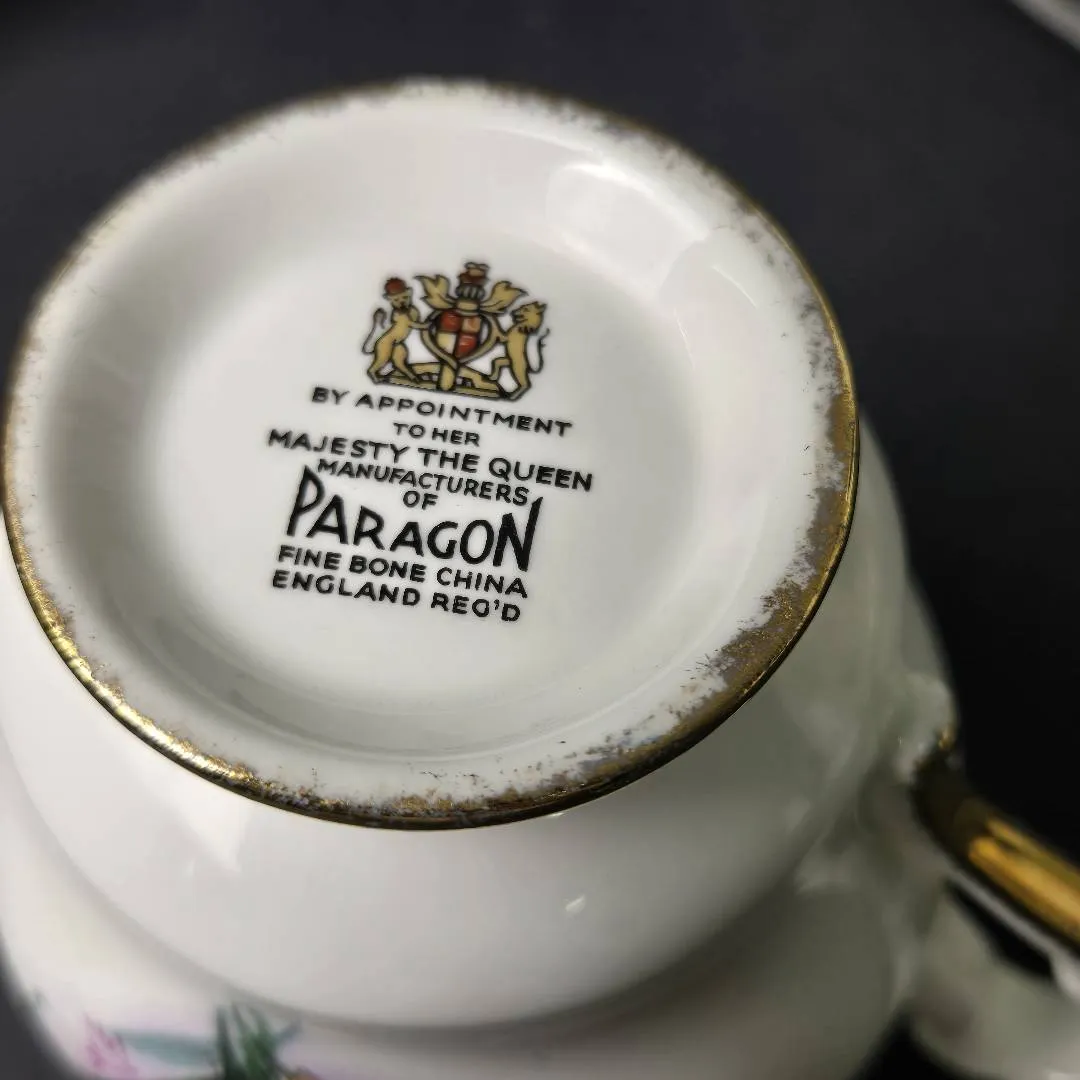 BY APPOINTMENT
TO HER
MAJESTY THE QUEEN
MANUFACTURERS
OF
PARAGON
FINE BONE CHINA
ENGLAND REG'D